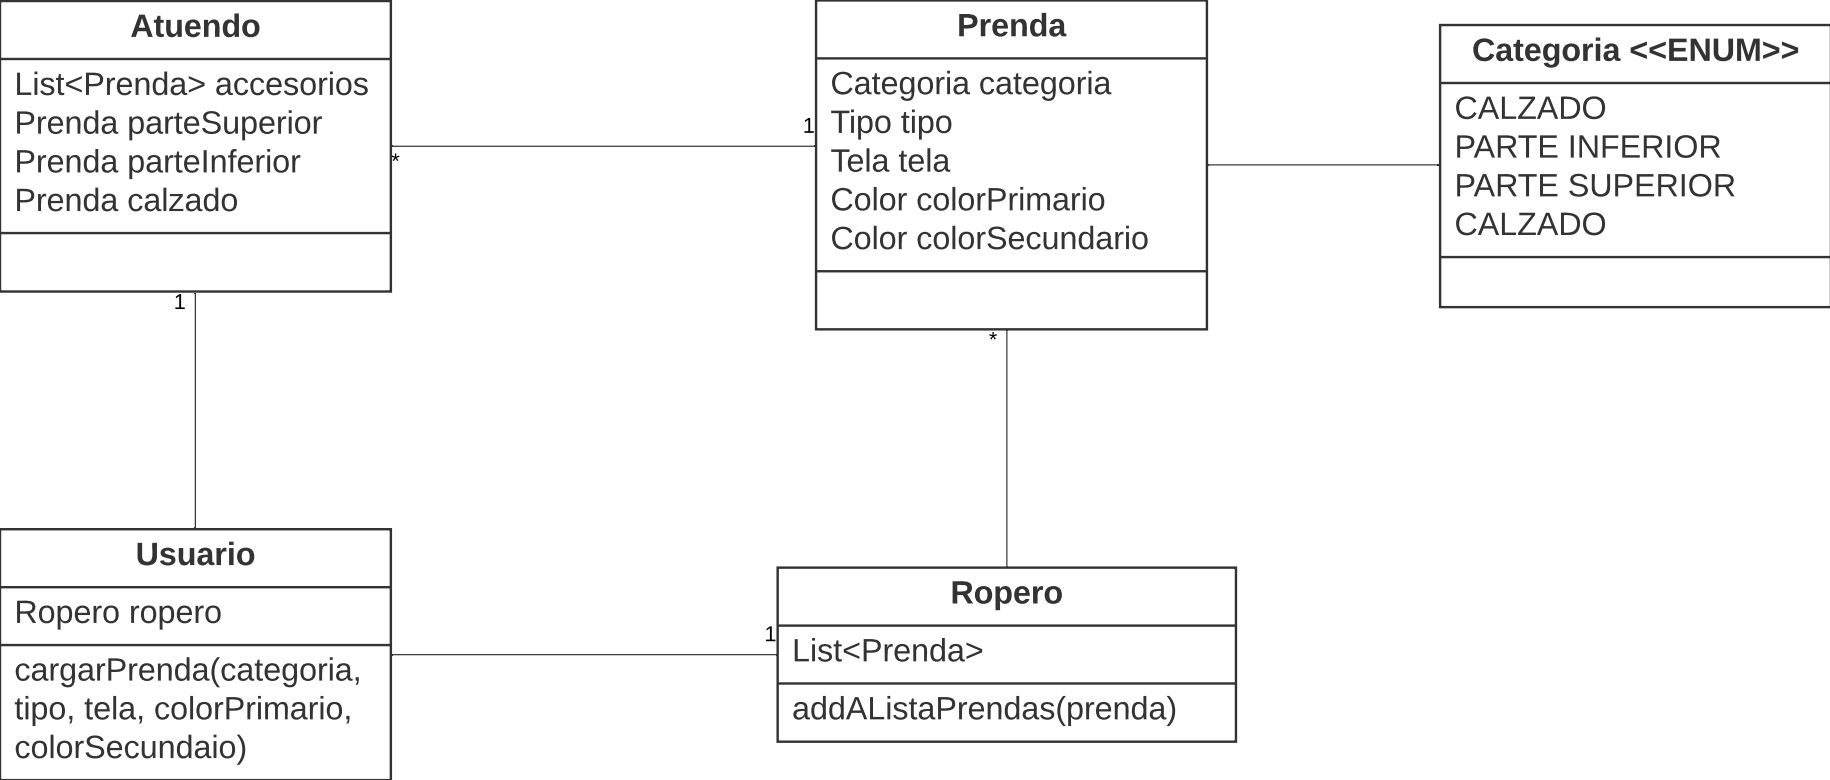 Atuendo
List<Prenda> accesorios
Prenda parteSuperior
Prenda parteInferior
Prenda calzado
*
1
1
Prenda
Categoria categoria
Tipo tipo
Tela tela
Color colorPrimario
Color colorSecundario
*
Categoria <<ENUM>>
CALZADO
PARTE INFERIOR
PARTE SUPERIOR
CALZADO
Usuario
Ropero ropero
cargarPrenda(categoria,
tipo, tela, colorPrimario,
colorSecundaio)
1
Ropero
List<Prenda>
addAListaPrendas(prenda)